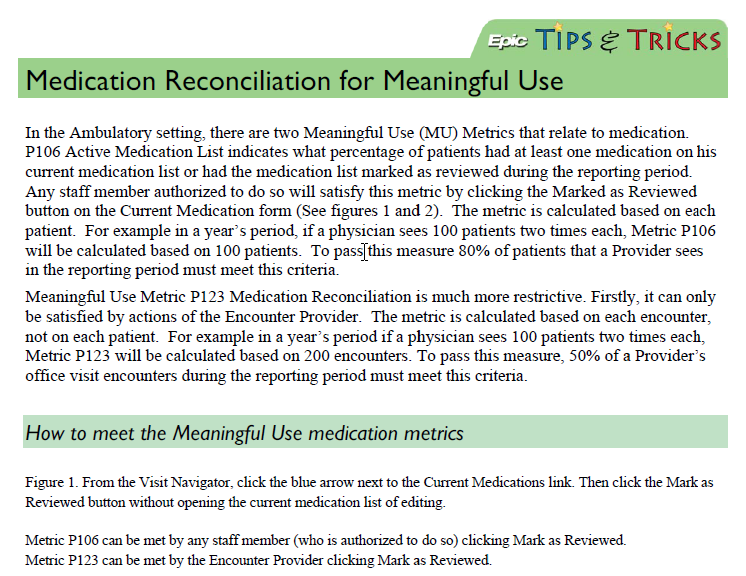 Epic TIPS & TRICKS
Medication Reconciliation for Meaningful Use
In the Ambulatory setting, there are two Meaningful Use (MU) Metrics that relate to medication.
P106 Active Medication List indicates what percentage of patients had at least one medication on his
current medication list or had the medication list marked as reviewed during the reporting period.
Any staff member authorized to do so will satisfy this metric by clicking the Marked as Reviewed
button on the Current Medication form (See figures 1 and 2). The metric is calculated based on each
patient. For example in a year's period, if a physician sees 100 patients two times each, Metric P106
will be calculated based on 100 patients. To pass this measure 80% of patients that a Provider sees
in the reporting period must meet this criteria.
Meaningful Use Metric P123 Medication Reconciliation is much more restrictive. Firstly, it can only
be satisfied by actions of the Encounter Provider. The metric is calculated based on each encounter,
not on each patient. For example in a year's period if a physician sees 100 patients two times each,
Metric P123 will be calculated based on 200 encounters. To pass this measure, 50% of a Provider's
office visit encounters during the reporting period must meet this criteria.
How to meet the Meaningful Use medication metrics
Figure 1. From the Visit Navigator, click the blue arrow next to the Current Medications link. Then click the Mark as
Reviewed button without opening the current medication list of editing.
Metric P106 can be met by any staff member (who is authorized to do so) clicking Mark as Reviewed.
Metric P123 can be met by the Encounter Provider clicking Mark as Reviewed.